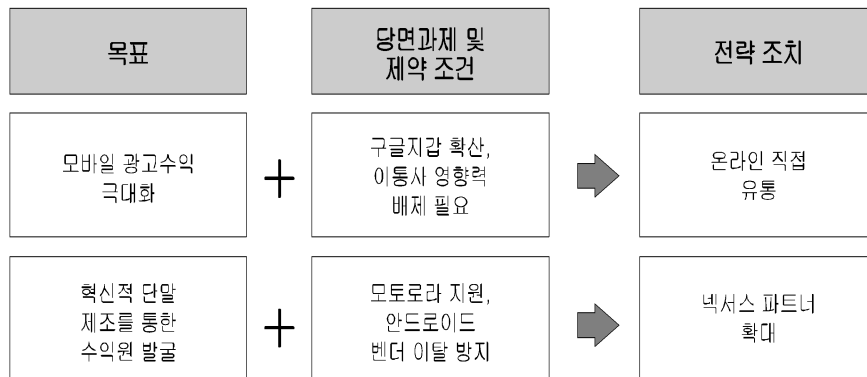 목표
당면과제 및
제약 조건
전략 조치
모바일 광고수익
극대화
구글지갑 확산,
이통사 영향력
배제 필요
온라인 직접
유통
혁신적 단말
제조를 통한
수익원 발굴
모토로라 지원,
안드로이드
벤더 이탈 방지
넥서스 파트너
확대